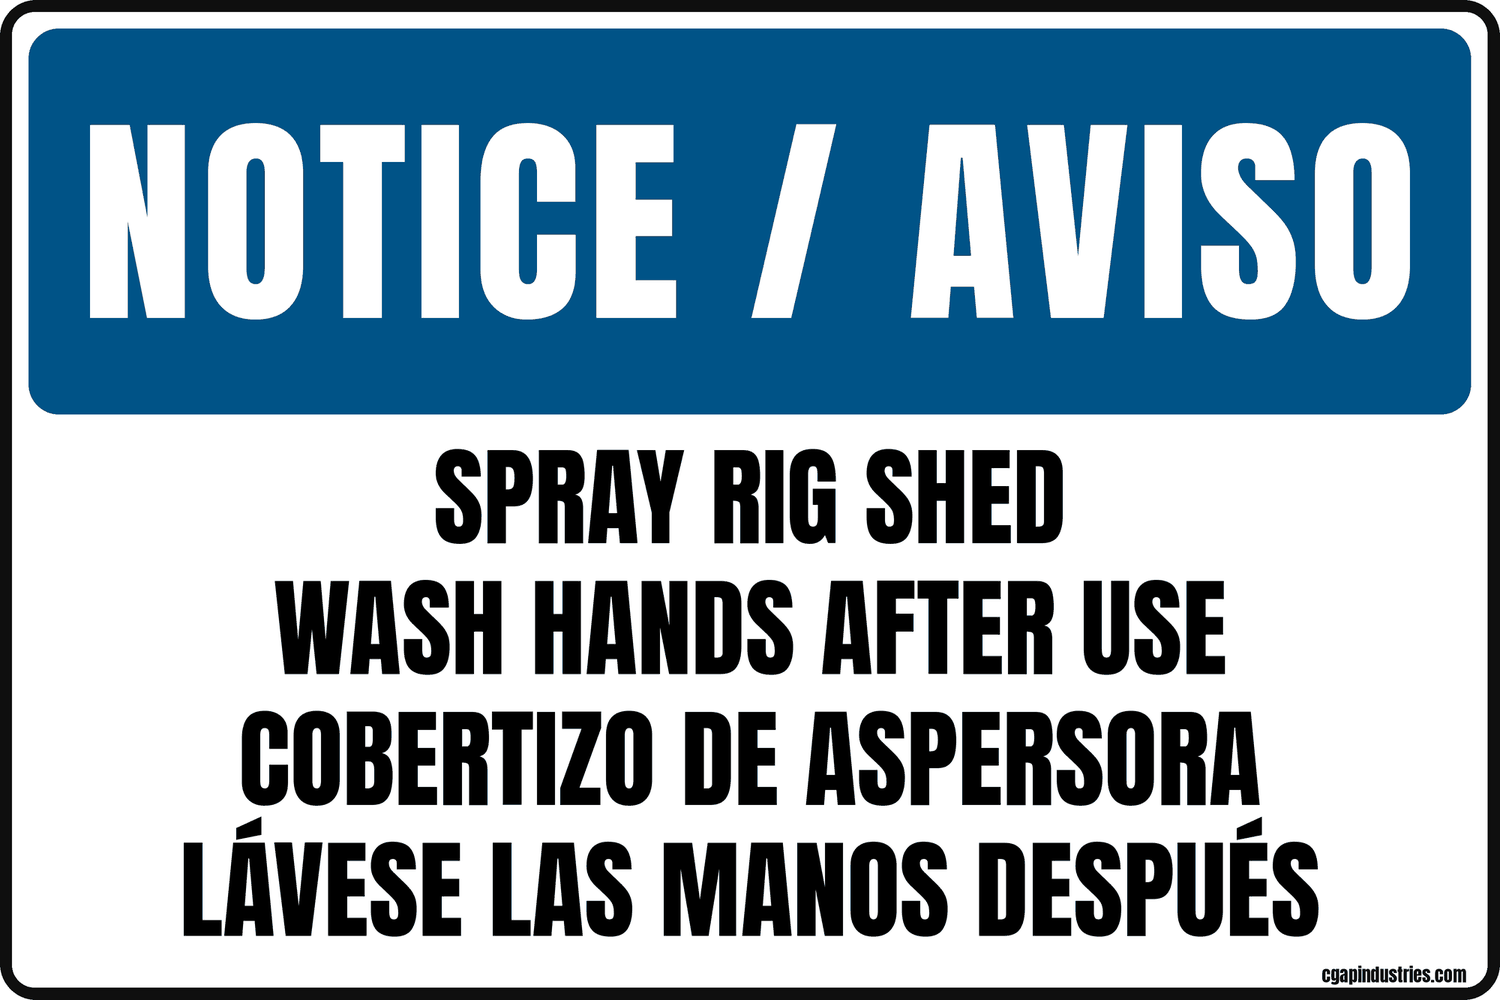 NOTICE / AVISO
SPRAY RIG SHED
WASH HANDS AFTER USE
COBERTIZO DE ASPERSORA
LÁVESE LAS MANOS DESPUÉS
cgapindustries.com